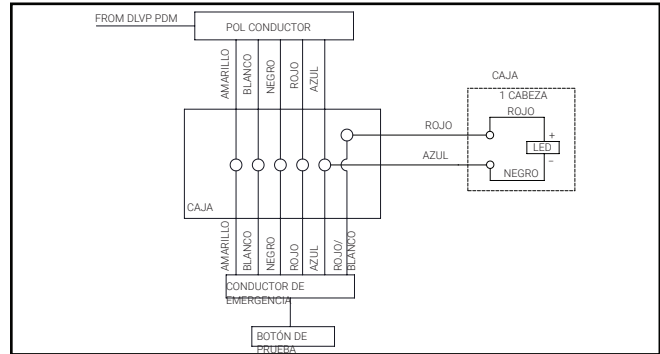 FROM DLVP PDM
POL CONDUCTOR
AMARILLO
BLANCO
NEGRO
ROJO
AZUL
CAJA
1 CABEZA
ROJO
ROJO
+
LED
AZUL
–
NEGRO
CAJA
AMARILLO
BLANCO
NEGRO
ROJO
AZUL
ROJO/
BLANCO
CONDUCTOR DE
EMERGENCIA
BOTÓN DE
PRUEBA